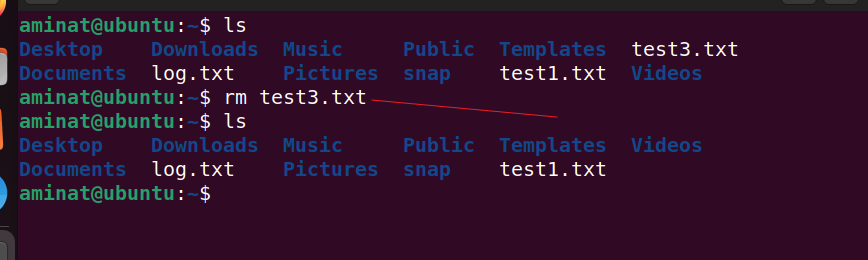 aminat@ubuntu:~$ ls
Desktop Downloads Music Public Templates test3.txt
Documents log.txt Pictures snap test1.txt Videos
aminat@ubuntu:~$ rm test3.txt
aminat@ubuntu:~$ ls
Desktop Downloads Music Public Templates Videos
Documents log.txt Pictures snap test1.txt
aminat@ubuntu:~$